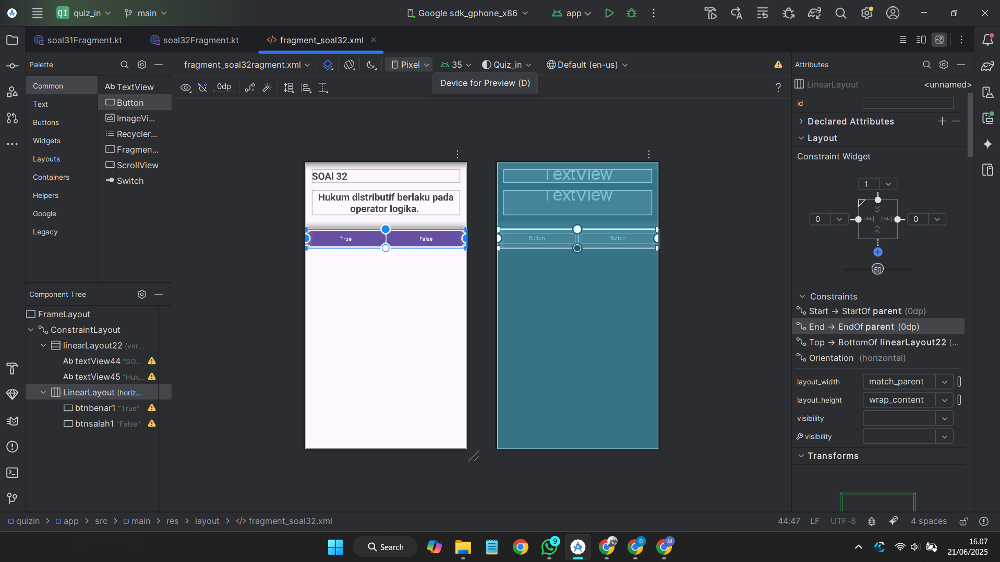 QI quiz_in main Google sdk_gphone_x86 app
soal31Fragment.kt soal32Fragment.kt fragment_soal32.xml
Palette
Common
Text
Buttons
Widgets
Layouts
Containers
Helpers
Google
Legacy
Ab TextView
Button
ImageVi...
Recycler...
Fragmen...
ScrollView
Switch
fragment_soal32ragment.xml Pixel 35 Quiz_in Default (en-us)
0dp
Device for Preview (D)
?
SOAl 32
Hukum distributif berlaku pada
operator logika.
True False
TextView
TextView
Button Button
Component Tree
FrameLayout
ConstraintLayout
linearLayout22 (ver...
Ab textView44 "SO...
Ab textView45 "Huk...
LinearLayout (horiz...
btnbenar1 "True"
btnsalah1 "False"
Attributes
LinearLayout <unnamed>
id
Declared Attributes
Layout
Constraint Widget
1
0 0
50
Constraints
Start → StartOf parent (0dp)
End → EndOf parent (0dp)
Top → BottomOf linearLayout22 (...
Orientation (horizontal)
layout_width match_parent
layout_height wrap_content
visibility
visibility
Transforms
quizin > app > src > main > res > layout > fragment_soal32.xml 44:47 LF UTF-8 4 spaces
Search 9 D M 16.07
21/06/2025